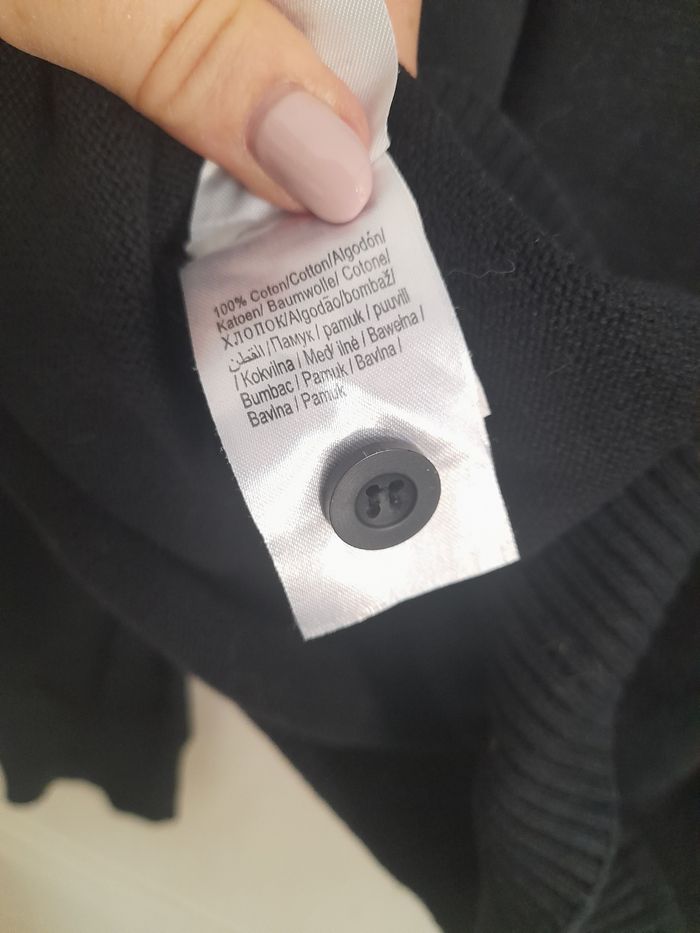 100% Coton/Cotton/Algodón/
Katoen/ Baumwolle/ Cotone/
ХЛОПОК/Algodão/bombaž/
القطن /Памук / pamuk / puuvill
/ Kokvilna / Medvilnė / Bawełna /
Bumbac / Pamuk / Bavlna /
Bavlna / Pamuk